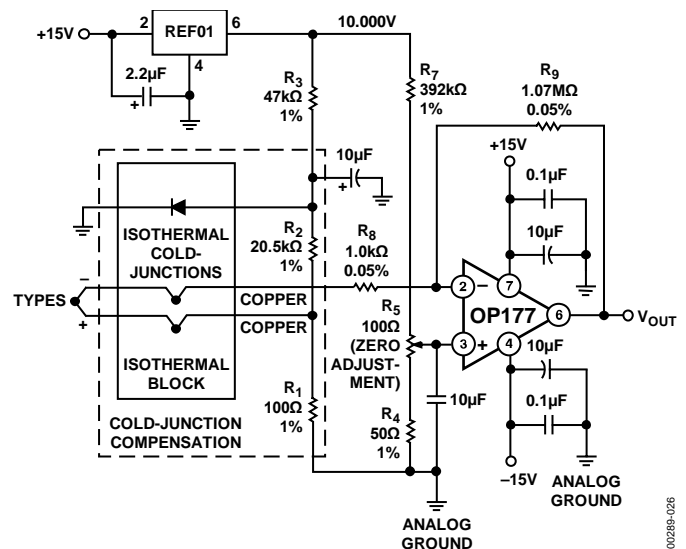 +15V
2
REF01
6
4
10.000V
2.2µF
+
R3
47kΩ
1%
R7
392kΩ
1%
R9
1.07MΩ
0.05%
+15V
10µF
+
0.1µF
10µF
+
ISOTHERMAL
COLD-
JUNCTIONS
R2
20.5kΩ
1%
R8
1.0kΩ
0.05%
TYPES
–
+
COPPER
COPPER
ISOTHERMAL
BLOCK
R5
100Ω
(ZERO
ADJUST-
MENT)
2
–
7
OP177
6
VOUT
3
+
4
10µF
+
0.1µF
–15V
R1
100Ω
1%
10µF
R4
50Ω
1%
COLD-JUNCTION
COMPENSATION
ANALOG
GROUND
ANALOG
GROUND
00289-026